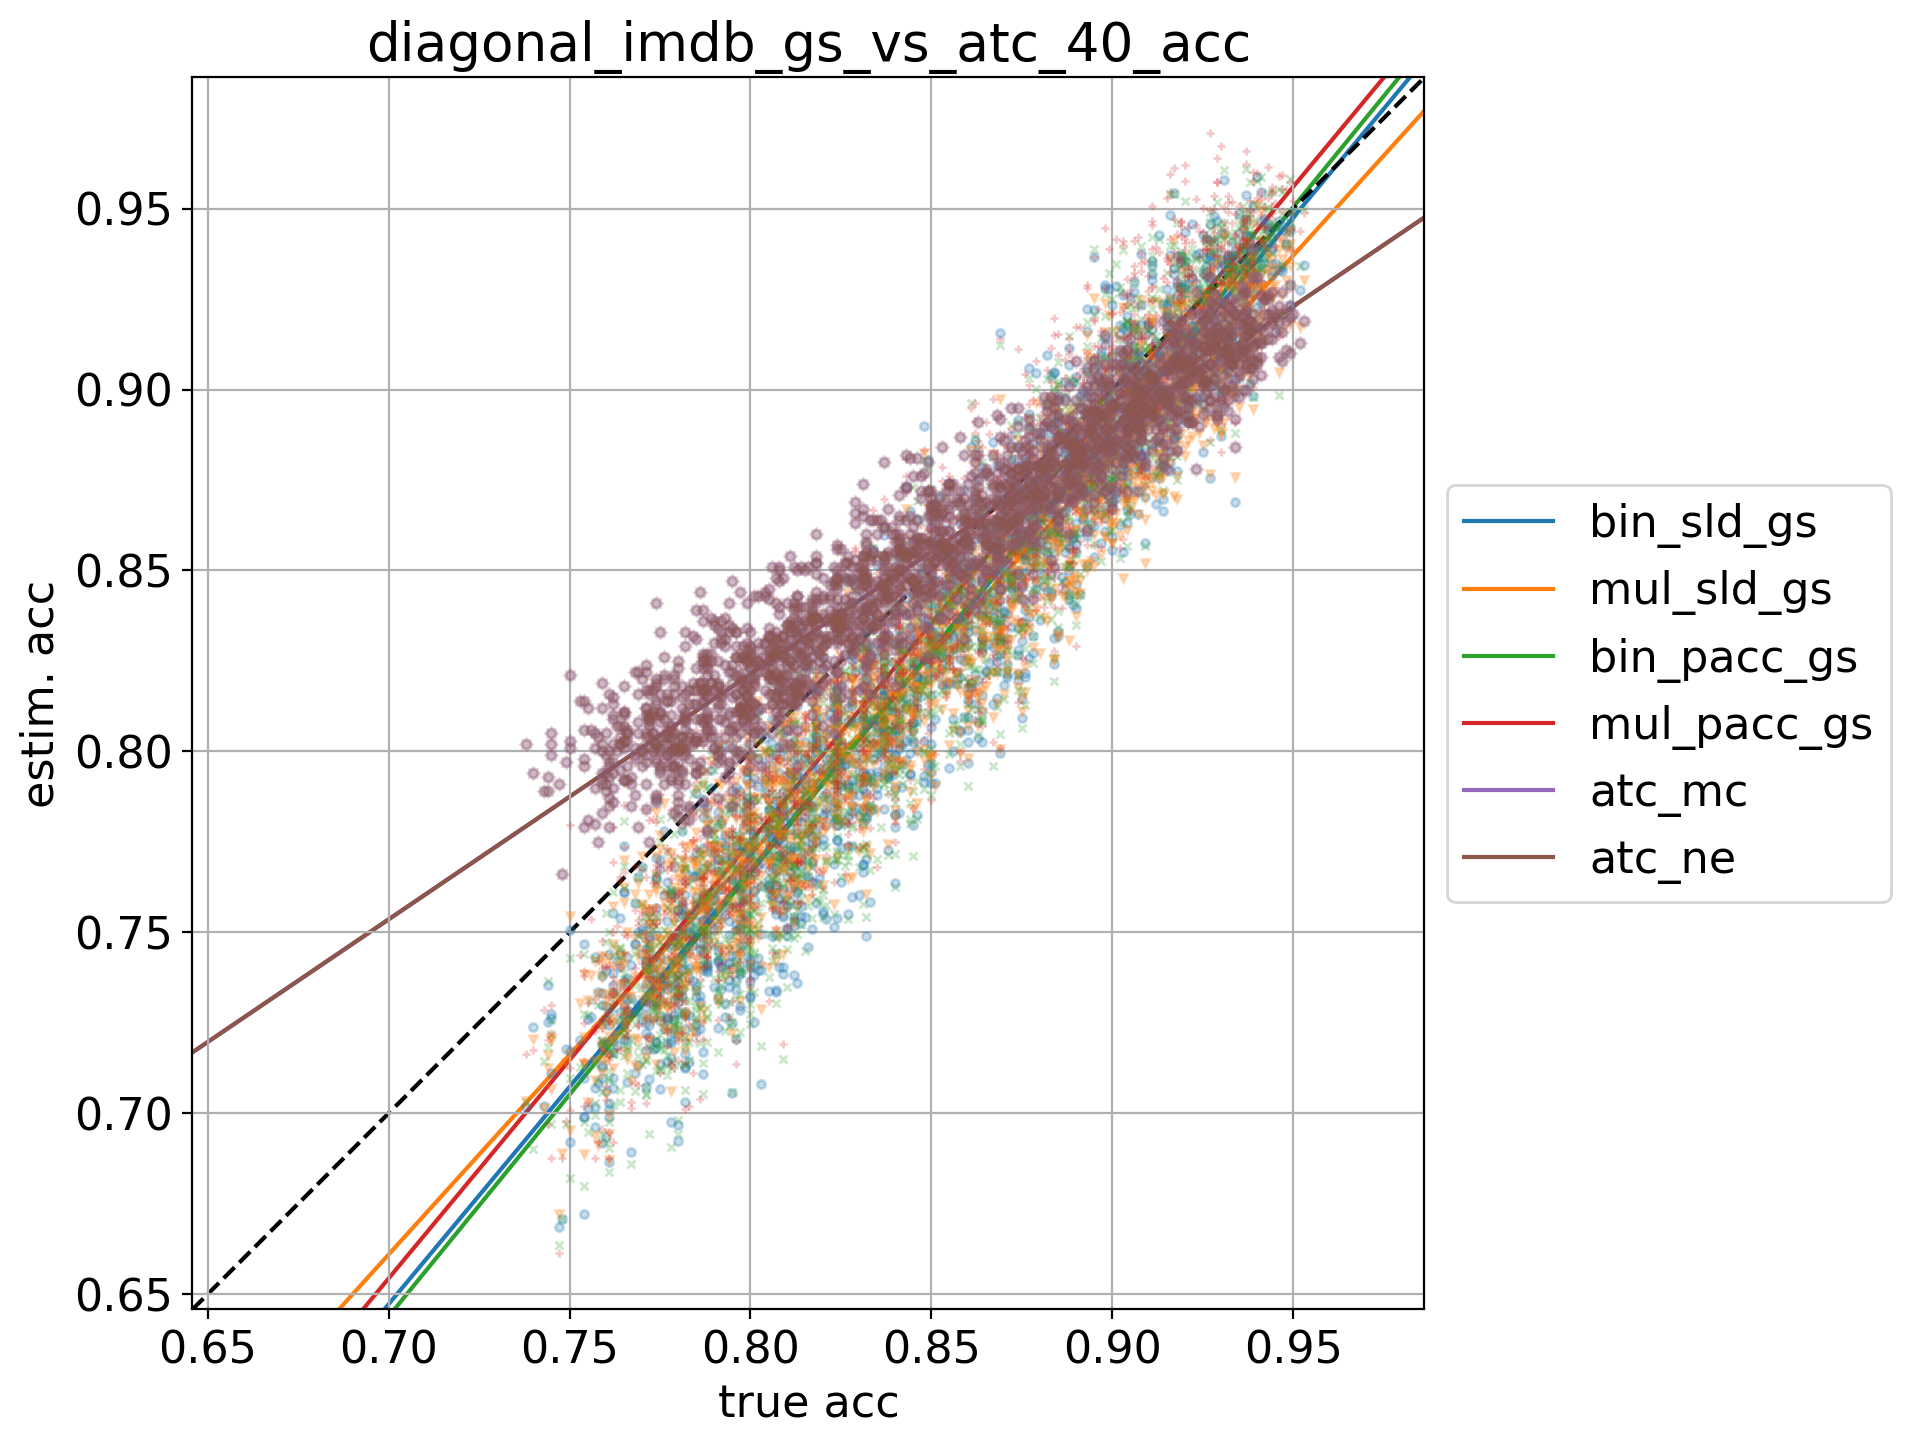 diagonal_imdb_gs_vs_atc_40_acc
estim. acc
0.95
0.90
0.85
0.80
0.75
0.70
0.65
0.65 0.70 0.75 0.80 0.85 0.90 0.95
true acc
bin_sld_gs
mul_sld_gs
bin_pacc_gs
mul_pacc_gs
atc_mc
atc_ne